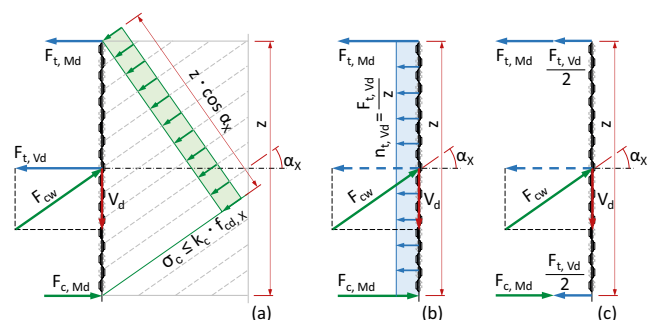 F_t, Md
z · cos α_X
z
F_t, Vd
α_X
F_cw
V_d
σ_c ≤ k_c · f_cd, X
F_c, Md
(a)
F_t, Md
n_t, Vd = F_t, Vd / z
z
α_X
F_cw
V_d
F_c, Md
(b)
F_t, Md
F_t, Vd / 2
z
α_X
F_cw
V_d
F_c, Md
F_t, Vd / 2
(c)